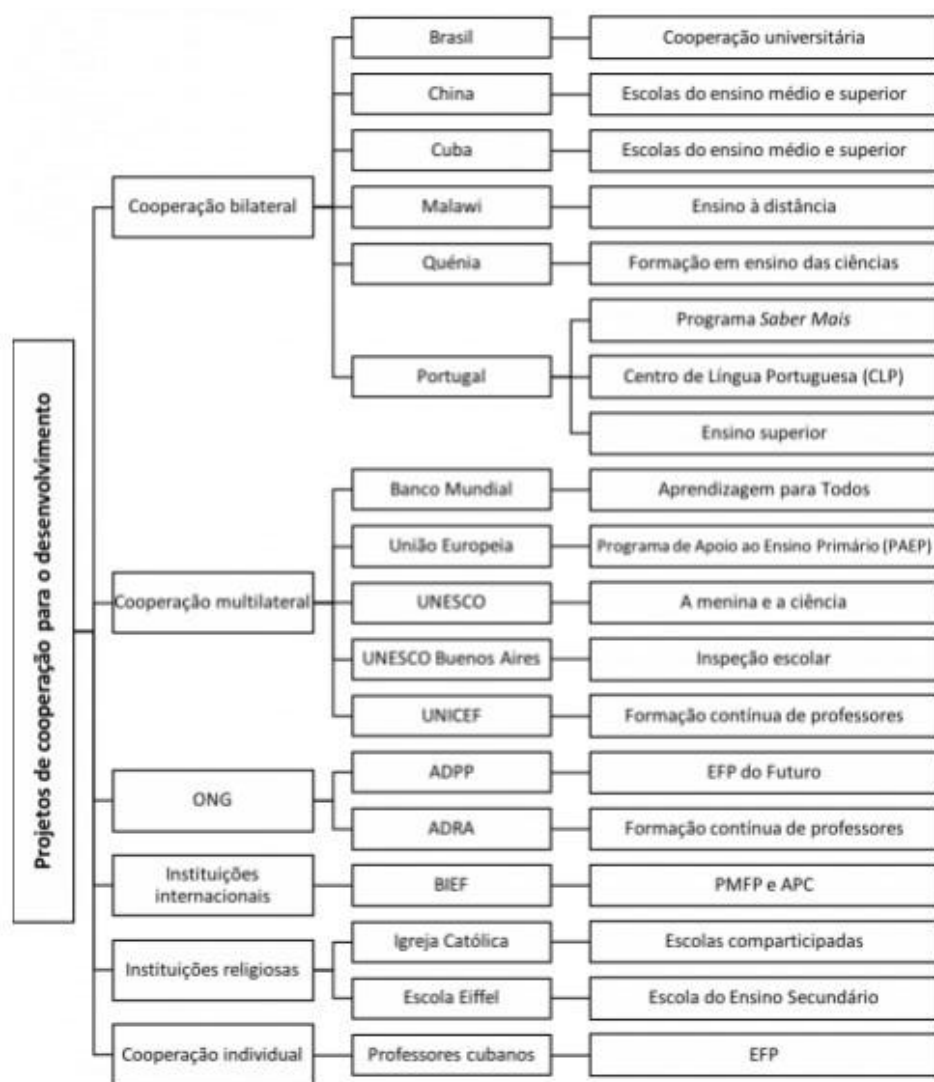 Projetos de cooperação para o desenvolvimento
Cooperação bilateral
Brasil
Cooperação universitária
China
Escolas do ensino médio e superior
Cuba
Escolas do ensino médio e superior
Malawi
Ensino à distância
Quénia
Formação em ensino das ciências
Portugal
Programa Saber Mais
Centro de Língua Portuguesa (CLP)
Ensino superior
Cooperação multilateral
Banco Mundial
Aprendizagem para Todos
União Europeia
Programa de Apoio ao Ensino Primário (PAEP)
UNESCO
A menina e a ciência
UNESCO Buenos Aires
Inspeção escolar
UNICEF
Formação contínua de professores
ONG
ADPP
EFP do Futuro
ADRA
Formação contínua de professores
Instituições
internacionais
BIEF
PMFP e APC
Instituições religiosas
Igreja Católica
Escolas comparticipadas
Escola Eiffel
Escola do Ensino Secundário
Cooperação individual
Professores cubanos
EFP